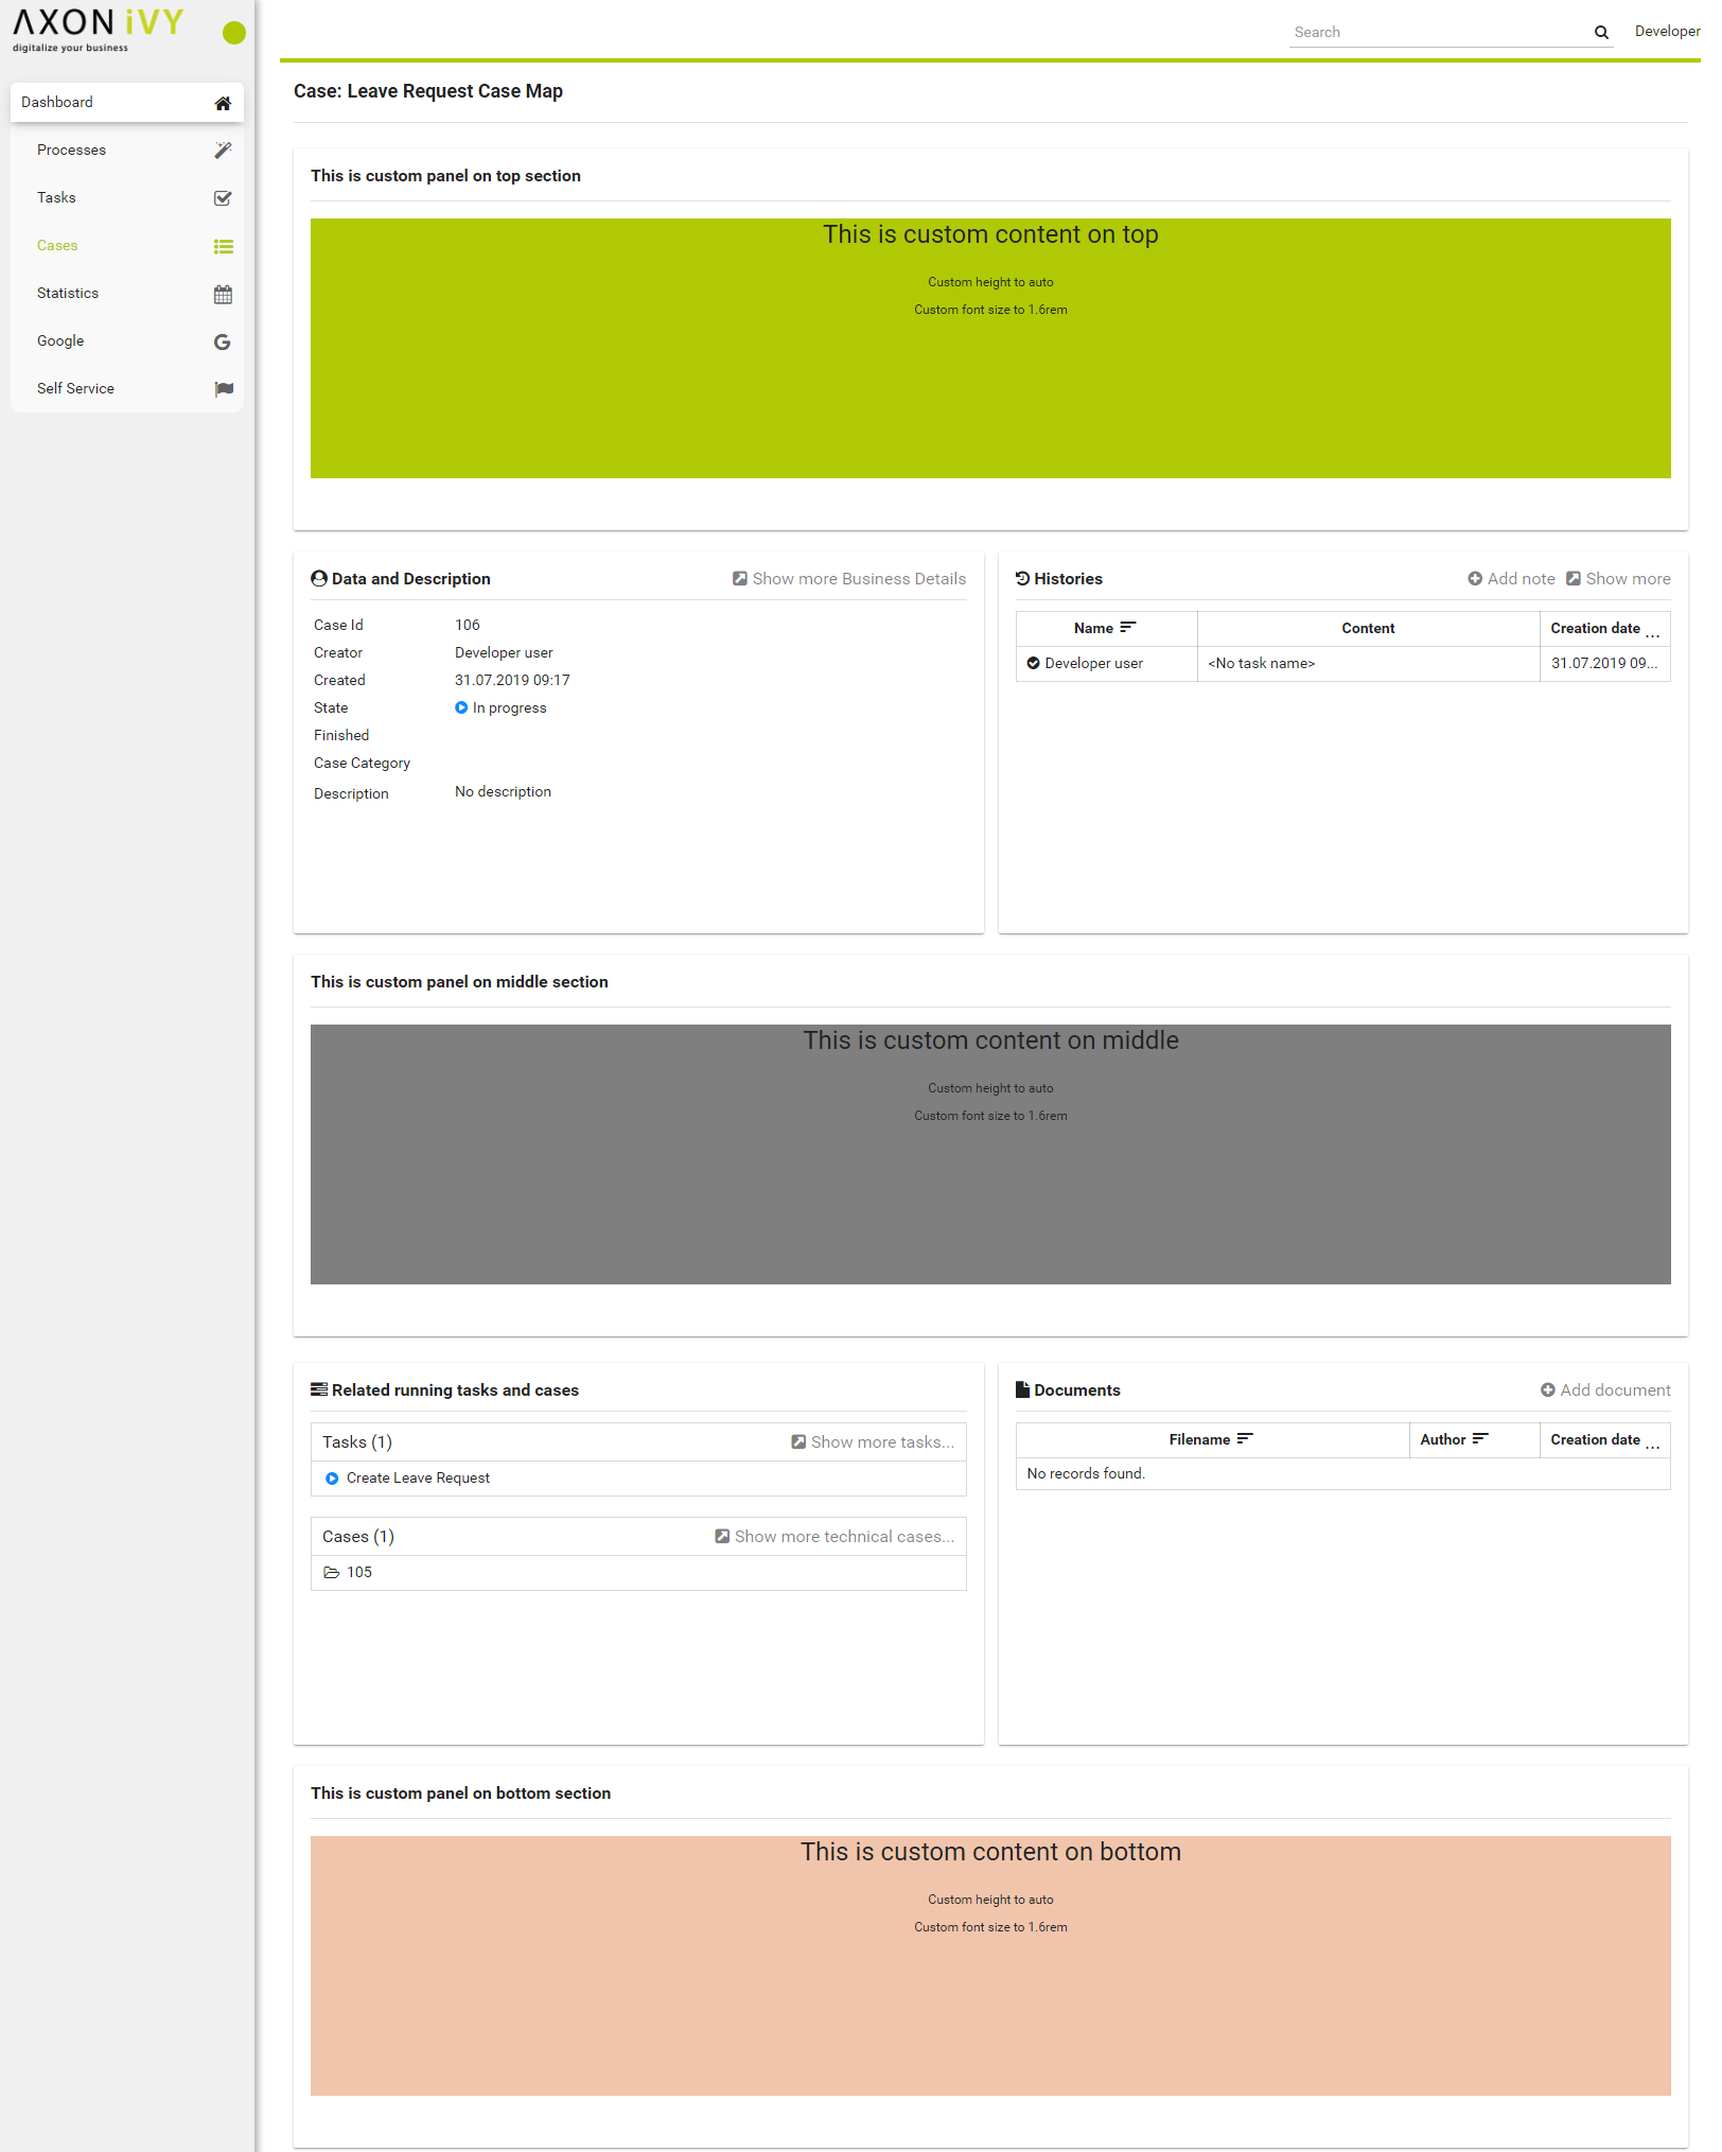 AXON iVY
digitalize your business
Search
Developer
Dashboard
Processes
Tasks
Cases
Statistics
Google
Self Service
Case: Leave Request Case Map
This is custom panel on top section
This is custom content on top
Custom height to auto
Custom font size to 1.6rem
Data and Description
Show more Business Details
Case Id 106
Creator Developer user
Created 31.07.2019 09:17
State In progress
Finished
Case Category
Description No description
Histories
Add note Show more
Name Content Creation date ...
Developer user <No task name> 31.07.2019 09...
This is custom panel on middle section
This is custom content on middle
Custom height to auto
Custom font size to 1.6rem
Related running tasks and cases
Tasks (1) Show more tasks...
Create Leave Request
Cases (1) Show more technical cases...
105
Documents
Add document
Filename Author Creation date ...
No records found.
This is custom panel on bottom section
This is custom content on bottom
Custom height to auto
Custom font size to 1.6rem